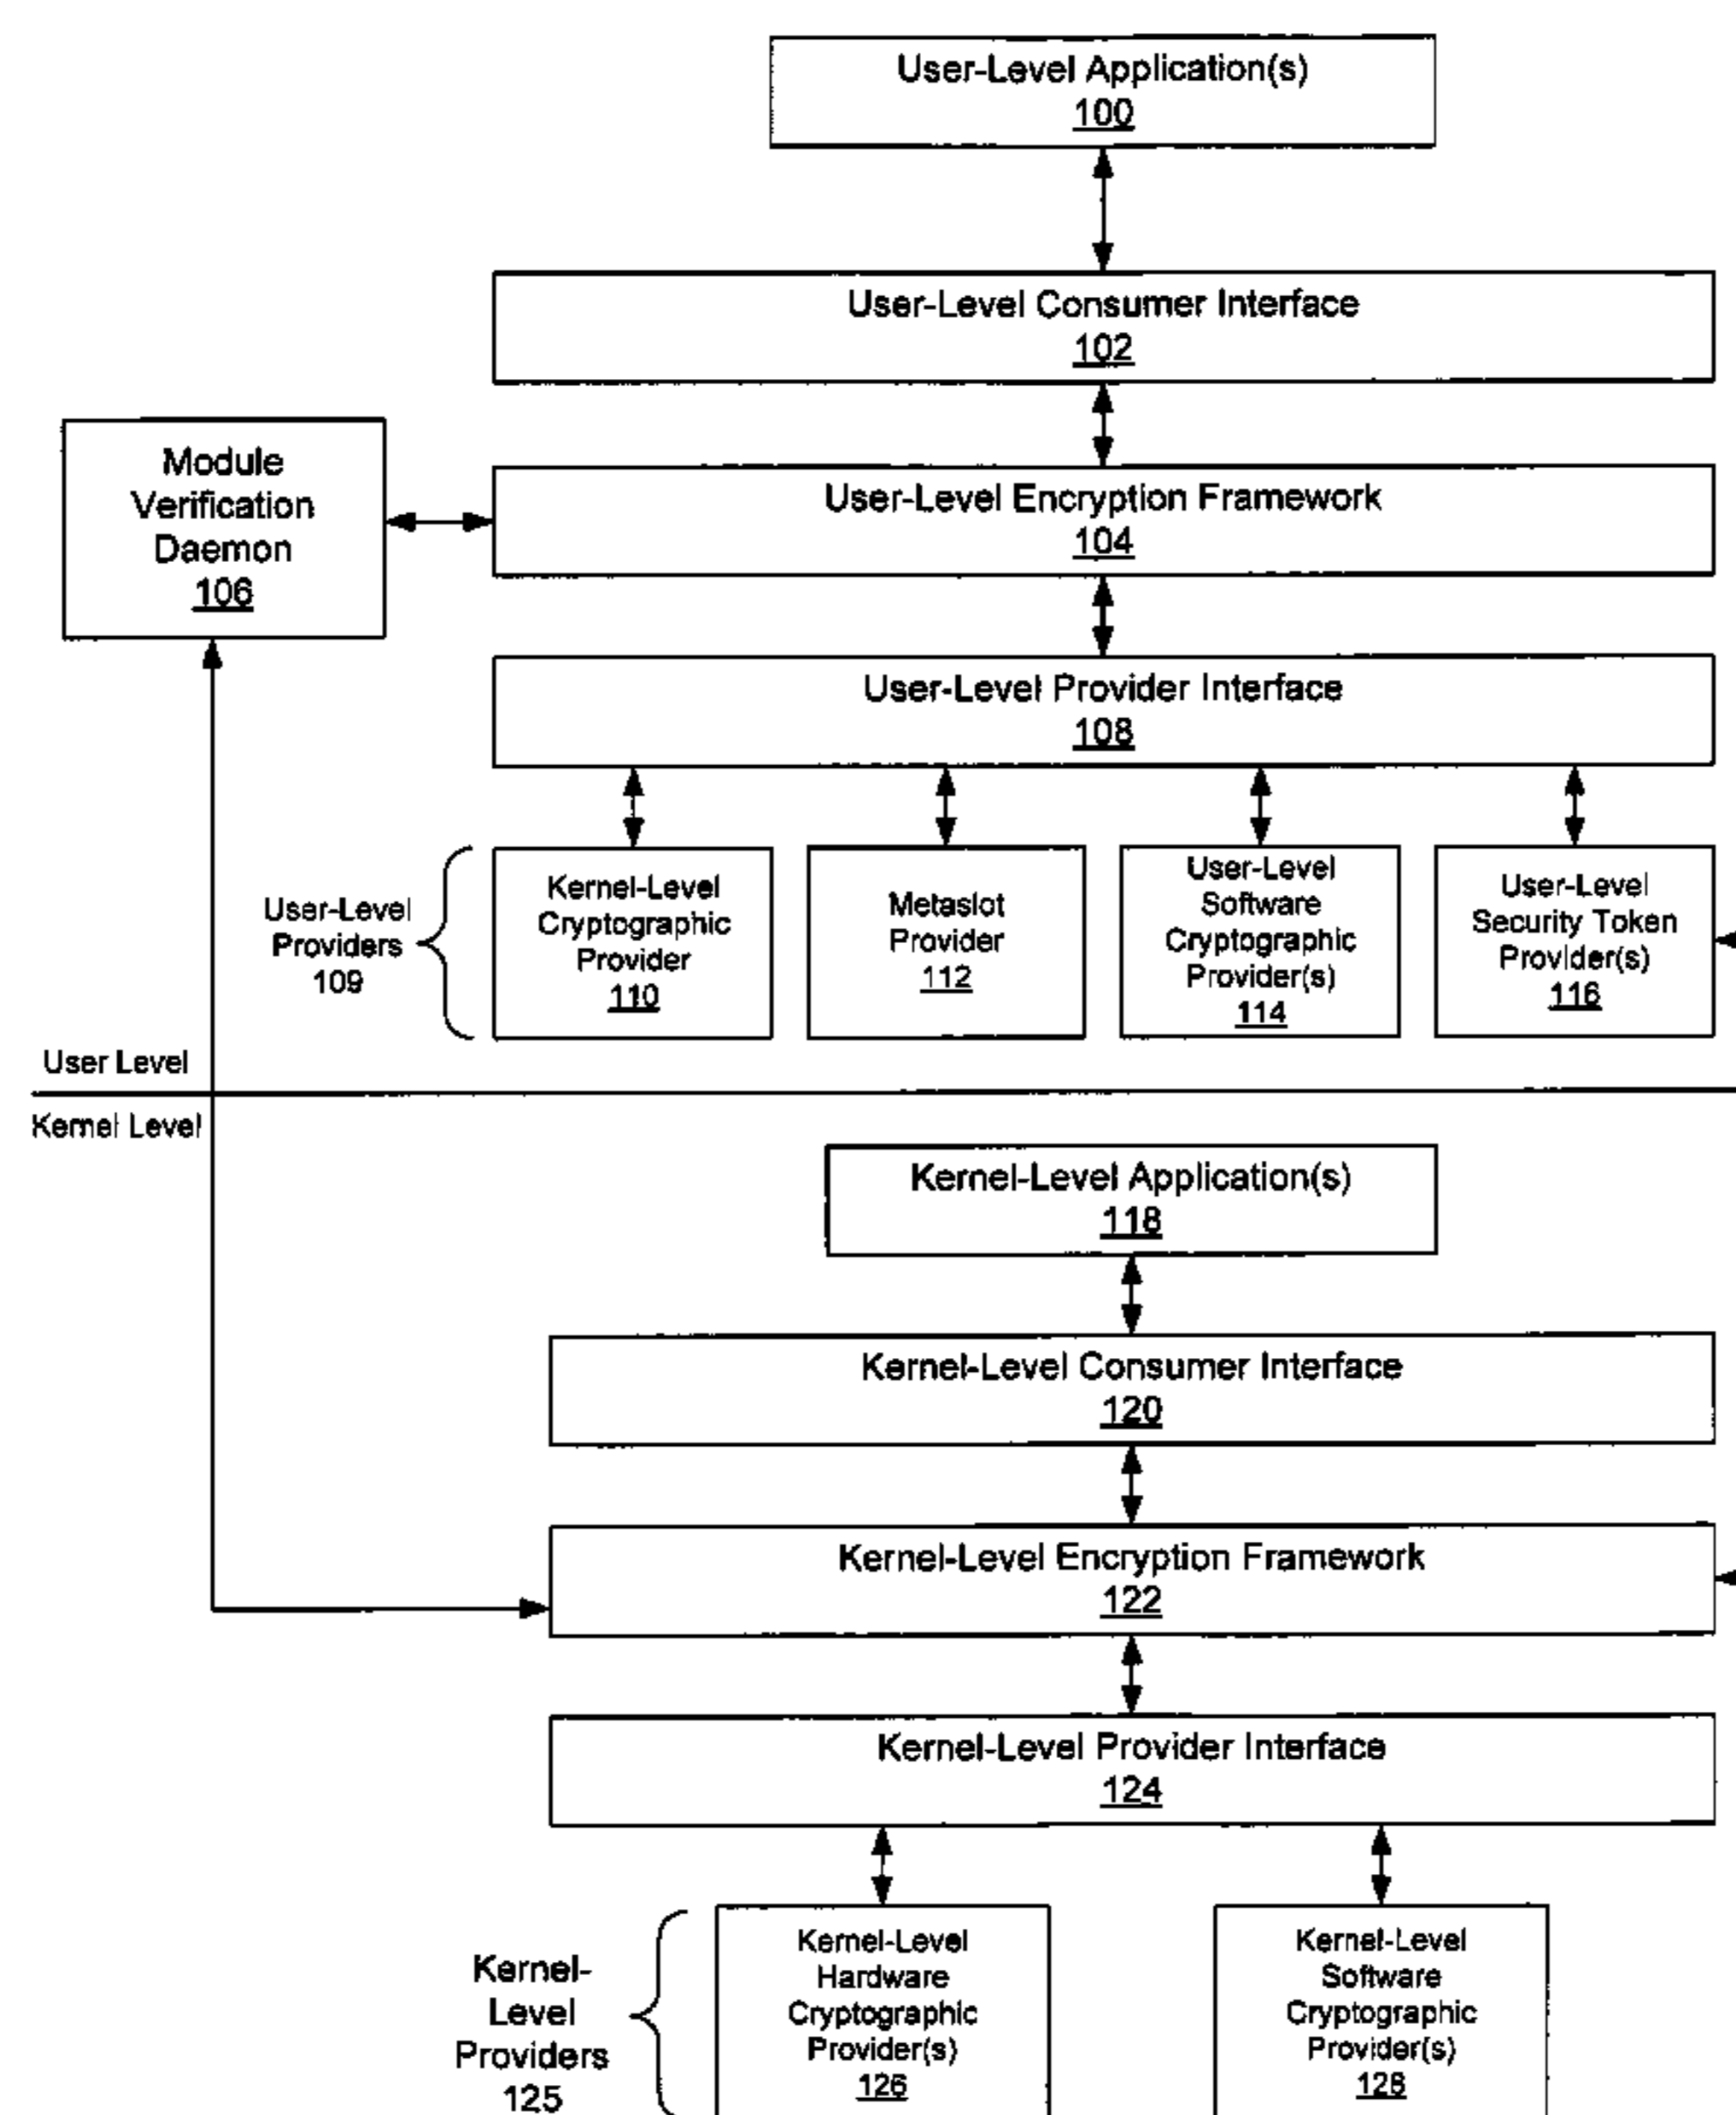 User-Level Application(s)
100
User-Level Consumer Interface
102
Module
Verification
Daemon
106
User-Level Encryption Framework
104
User-Level Provider Interface
108
User-Level
Providers
109
Kernel-Level
Cryptographic
Provider
110
Metaslot
Provider
112
User-Level
Software
Cryptographic
Provider(s)
114
User-Level
Security Token
Provider(s)
116
User Level
Kernel Level
Kernel-Level Application(s)
118
Kernel-Level Consumer Interface
120
Kernel-Level Encryption Framework
122
Kernel-Level Provider Interface
124
Kernel-
Level
Providers
125
Kernel-Level
Hardware
Cryptographic
Provider(s)
126
Kernel-Level
Software
Cryptographic
Provider(s)
128